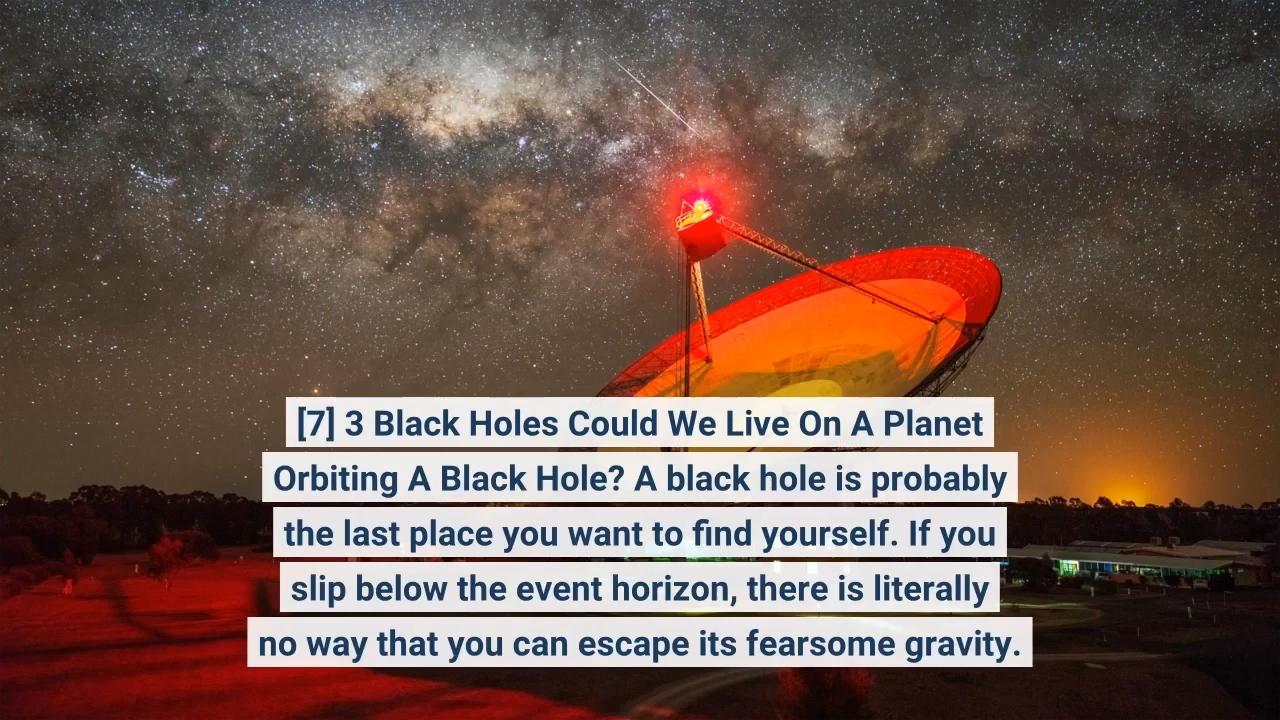 [7] 3 Black Holes Could We Live On A Planet
Orbiting A Black Hole? A black hole is probably
the last place you want to find yourself. If you
slip below the event horizon, there is literally
no way that you can escape its fearsome gravity.